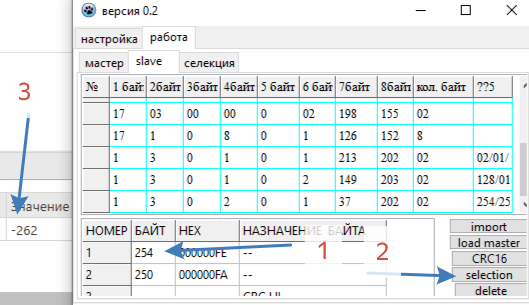 версия 0.2
настройка работа
мастер slave селекция
№ 1 байт 2байт 3байт 4байт 5 байт 6 байт 7байт 8байт кол. байт ??5
17 03 00 00 0 02 198 155 02
17 1 0 8 0 1 126 152 8
1 3 0 1 0 1 213 202 02 02/01/
1 3 0 1 0 2 149 203 02 128/01
1 3 0 2 0 1 37 202 02 254/25
3
Значение
-262
НОМЕР БАЙТ HEX НАЗНАЧЕНИЕ БАЙТА
1 254 000000FE --
2 250 000000FA --
1 2
import
load master
CRC16
selection
delete